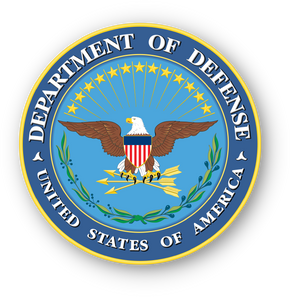 DEPARTMENT OF DEFENSE
UNITED STATES OF AMERICA